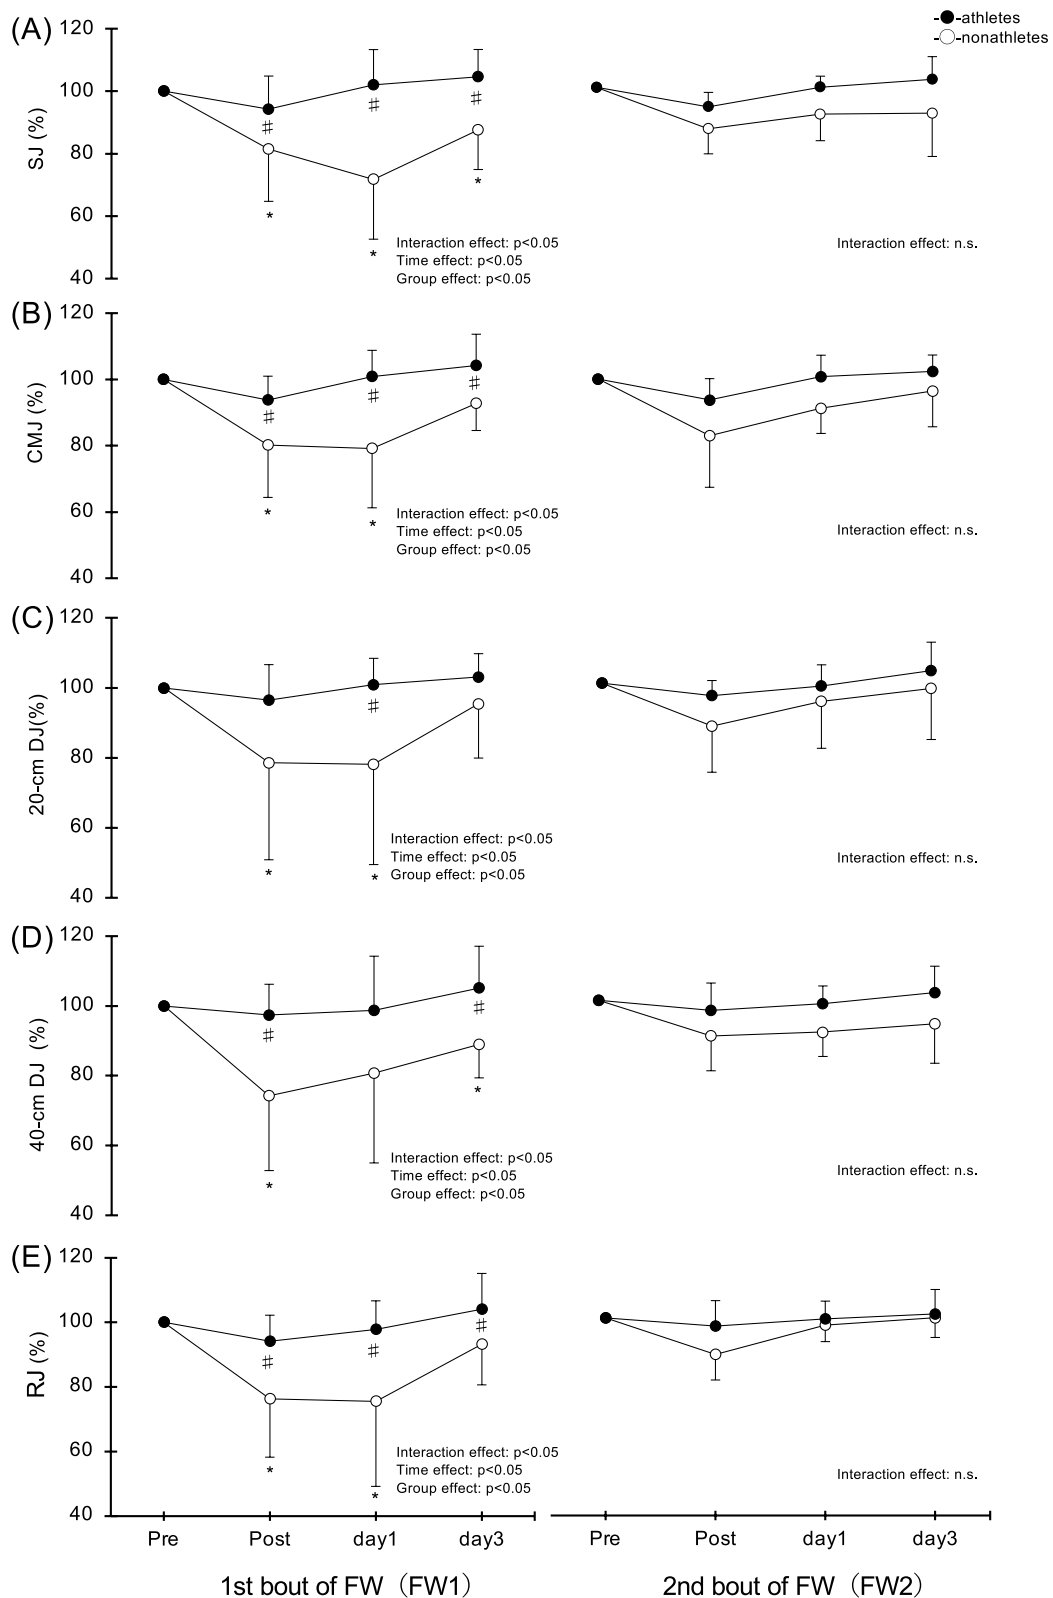 -●-athletes
-○-nonathletes
(A)
120
100
80
60
40
SJ (%)
#
#
#
*
*
*
Interaction effect: p<0.05
Time effect: p<0.05
Group effect: p<0.05
Interaction effect: n.s.
(B)
120
100
80
60
40
CMJ (%)
#
#
#
*
*
Interaction effect: p<0.05
Time effect: p<0.05
Group effect: p<0.05
Interaction effect: n.s.
(C)
120
100
80
60
40
20-cm DJ(%)
#
*
*
Interaction effect: p<0.05
Time effect: p<0.05
Group effect: p<0.05
Interaction effect: n.s.
(D)
120
100
80
60
40
40-cm DJ (%)
#
#
*
*
Interaction effect: p<0.05
Time effect: p<0.05
Group effect: p<0.05
Interaction effect: n.s.
(E)
120
100
80
60
40
RJ (%)
#
#
#
*
*
Interaction effect: p<0.05
Time effect: p<0.05
Group effect: p<0.05
Interaction effect: n.s.
Pre Post day1 day3
Pre Post day1 day3
1st bout of FW（FW1）
2nd bout of FW（FW2）